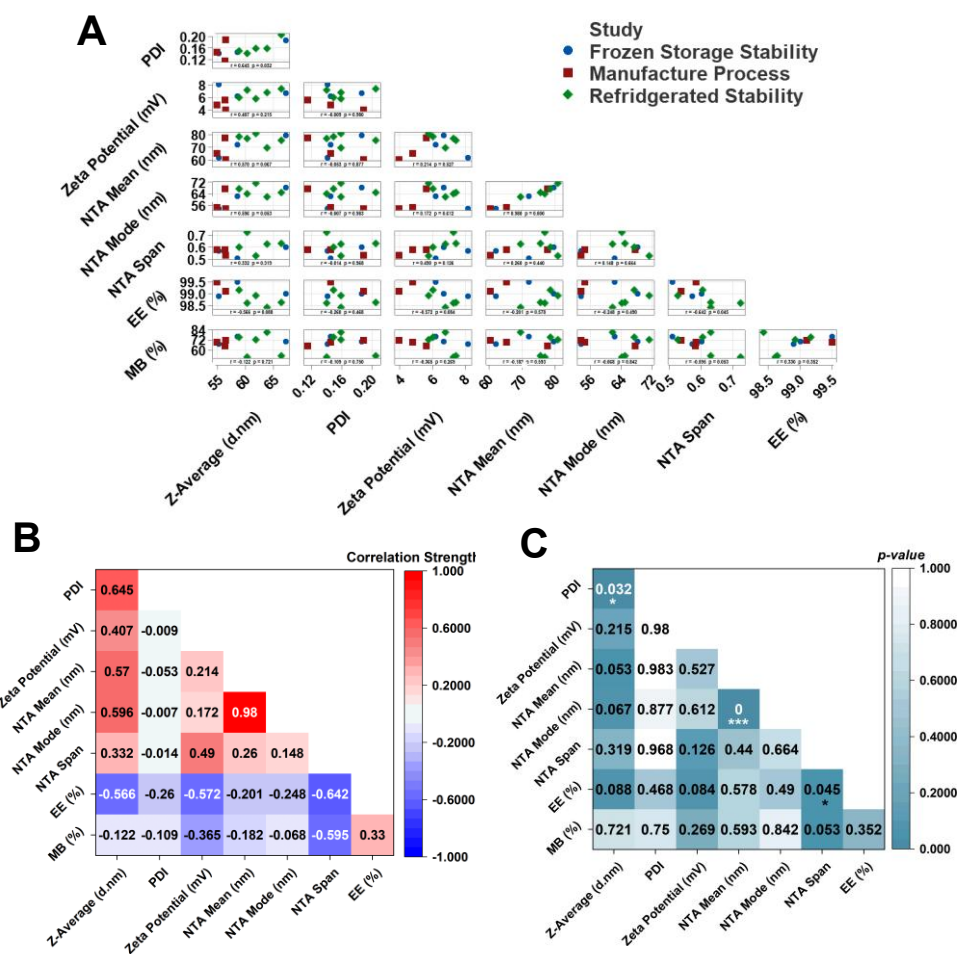 A
Study
Frozen Storage Stability
Manufacture Process
Refridgerated Stability
PDI
0.20
0.16
0.12
Zeta Potential (mV)
8
6
4
NTA Mean (nm)
80
70
60
NTA Mode (nm)
72
64
56
NTA Span
0.7
0.6
0.5
EE (%)
99.5
99.0
98.5
MB (%)
84
72
60
55 60 65 0.12 0.16 0.20 4 6 8 60 70 80 56 64 72 0.5 0.6 0.7 98.5 99.0 99.5
Z-Average (d.nm) PDI Zeta Potential (mV) NTA Mean (nm) NTA Mode (nm) NTA Span EE (%)
B
Correlation Strengt
PDI 0.645
Zeta Potential (mV) 0.407 -0.009
NTA Mean (nm) 0.57 -0.053 0.214
NTA Mode (nm) 0.596 -0.007 0.172 0.98
NTA Span 0.332 -0.014 0.49 0.26 0.148
EE (%) -0.566 -0.26 -0.572 -0.201 -0.248 -0.642
MB (%) -0.122 -0.109 -0.365 -0.182 -0.068 -0.595 0.33
Z-Average (d.nm) PDI Zeta Potential (mV) NTA Mean (nm) NTA Mode (nm) NTA Span EE (%)
1.000
0.6000
0.2000
-0.2000
-0.6000
-1.000
C
p-value
PDI 0.032
*
Zeta Potential (mV) 0.215 0.98
NTA Mean (nm) 0.053 0.983 0.527
NTA Mode (nm) 0.067 0.877 0.612 0
***
NTA Span 0.319 0.968 0.126 0.44 0.664
EE (%) 0.088 0.468 0.084 0.578 0.49 0.045
*
MB (%) 0.721 0.75 0.269 0.593 0.842 0.053 0.352
Z-Average (d.nm) PDI Zeta Potential (mV) NTA Mean (nm) NTA Mode (nm) NTA Span EE (%)
1.000
0.8000
0.6000
0.4000
0.2000
0.000